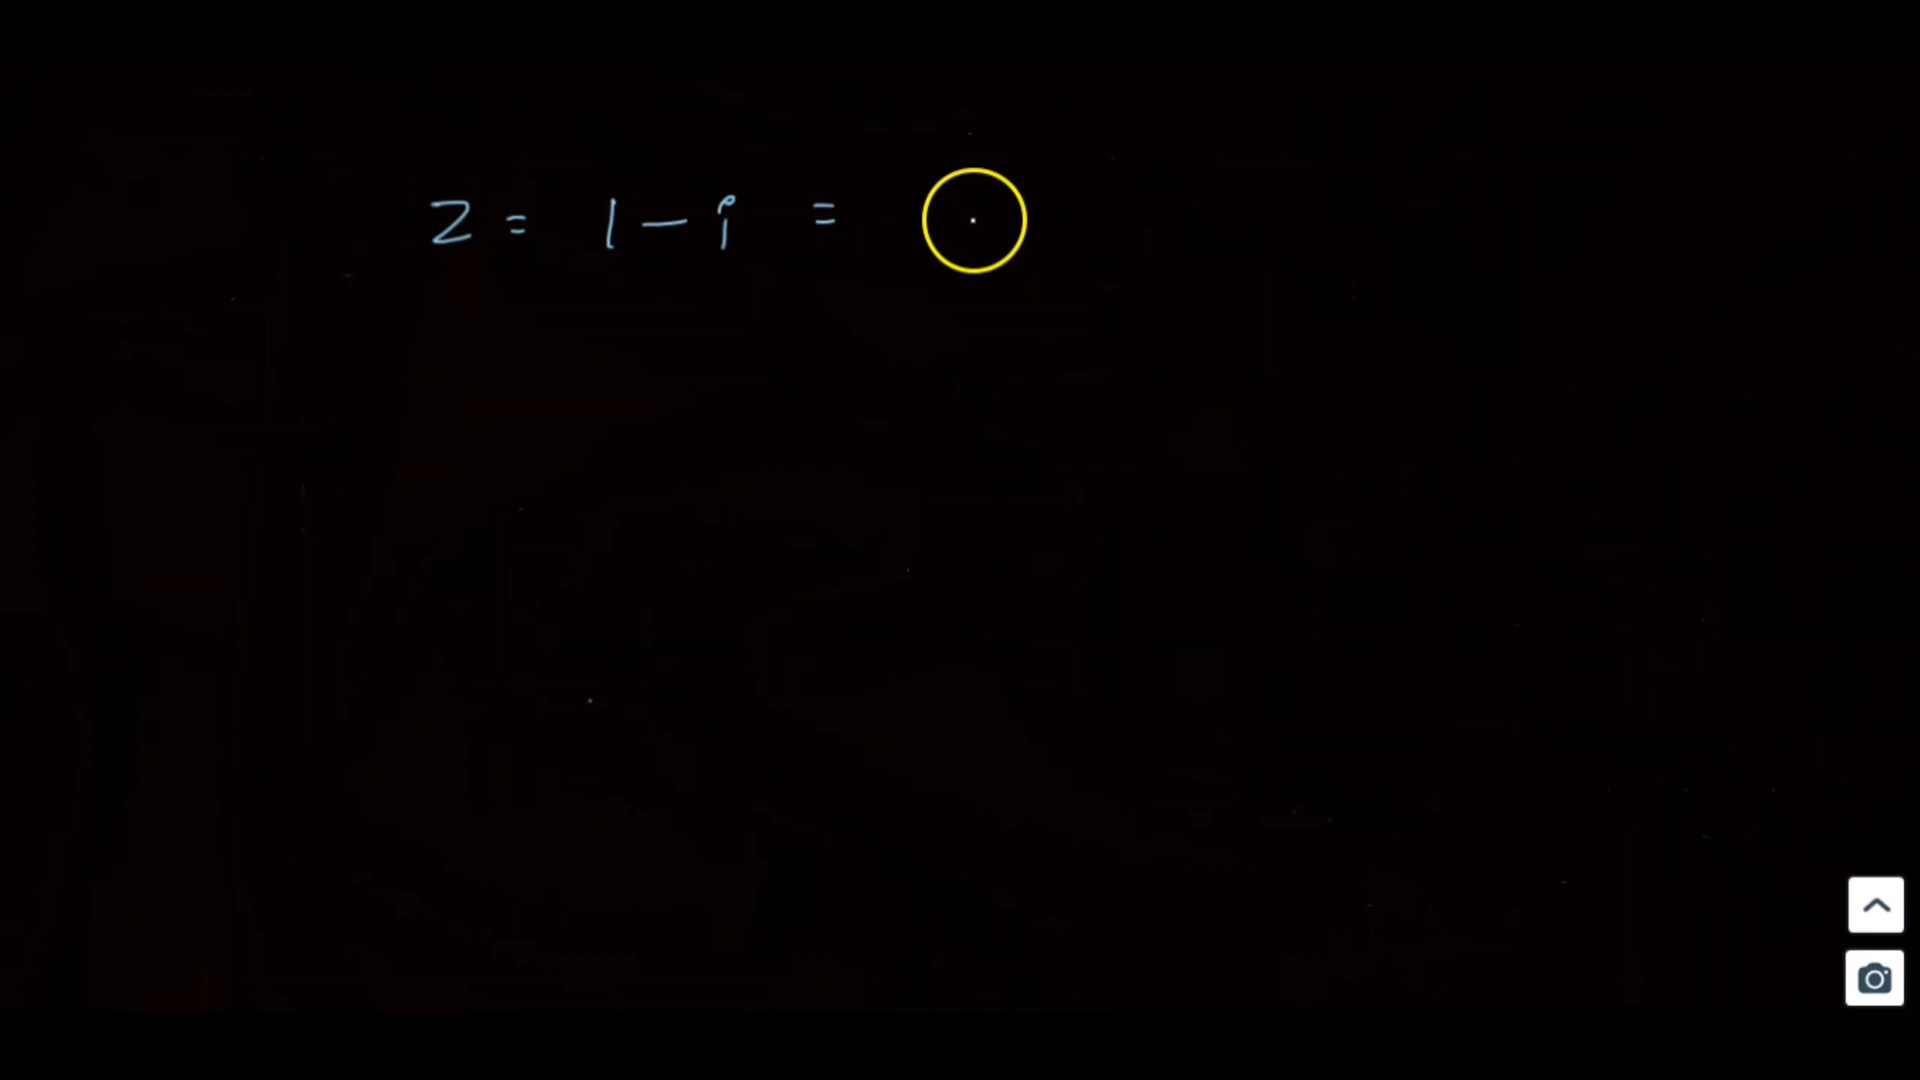 z = 1 - i =